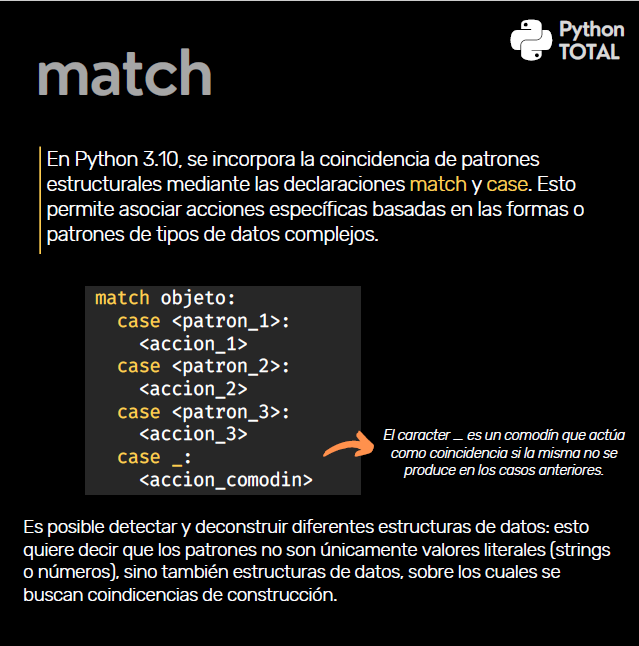 Python
TOTAL
match
En Python 3.10, se incorpora la coincidencia de patrones
estructurales mediante las declaraciones match y case. Esto
permite asociar acciones específicas basadas en las formas o
patrones de tipos de datos complejos.
match objeto:
  case <patron_1>:
    <accion_1>
  case <patron_2>:
    <accion_2>
  case <patron_3>:
    <accion_3>
  case _:
    <accion_comodin>
El caracter _ es un comodín que actúa
como coincidencia si la misma no se
produce en los casos anteriores.
Es posible detectar y deconstruir diferentes estructuras de datos: esto
quiere decir que los patrones no son únicamente valores literales (strings
o números), sino también estructuras de datos, sobre los cuales se
buscan coindicencias de construcción.